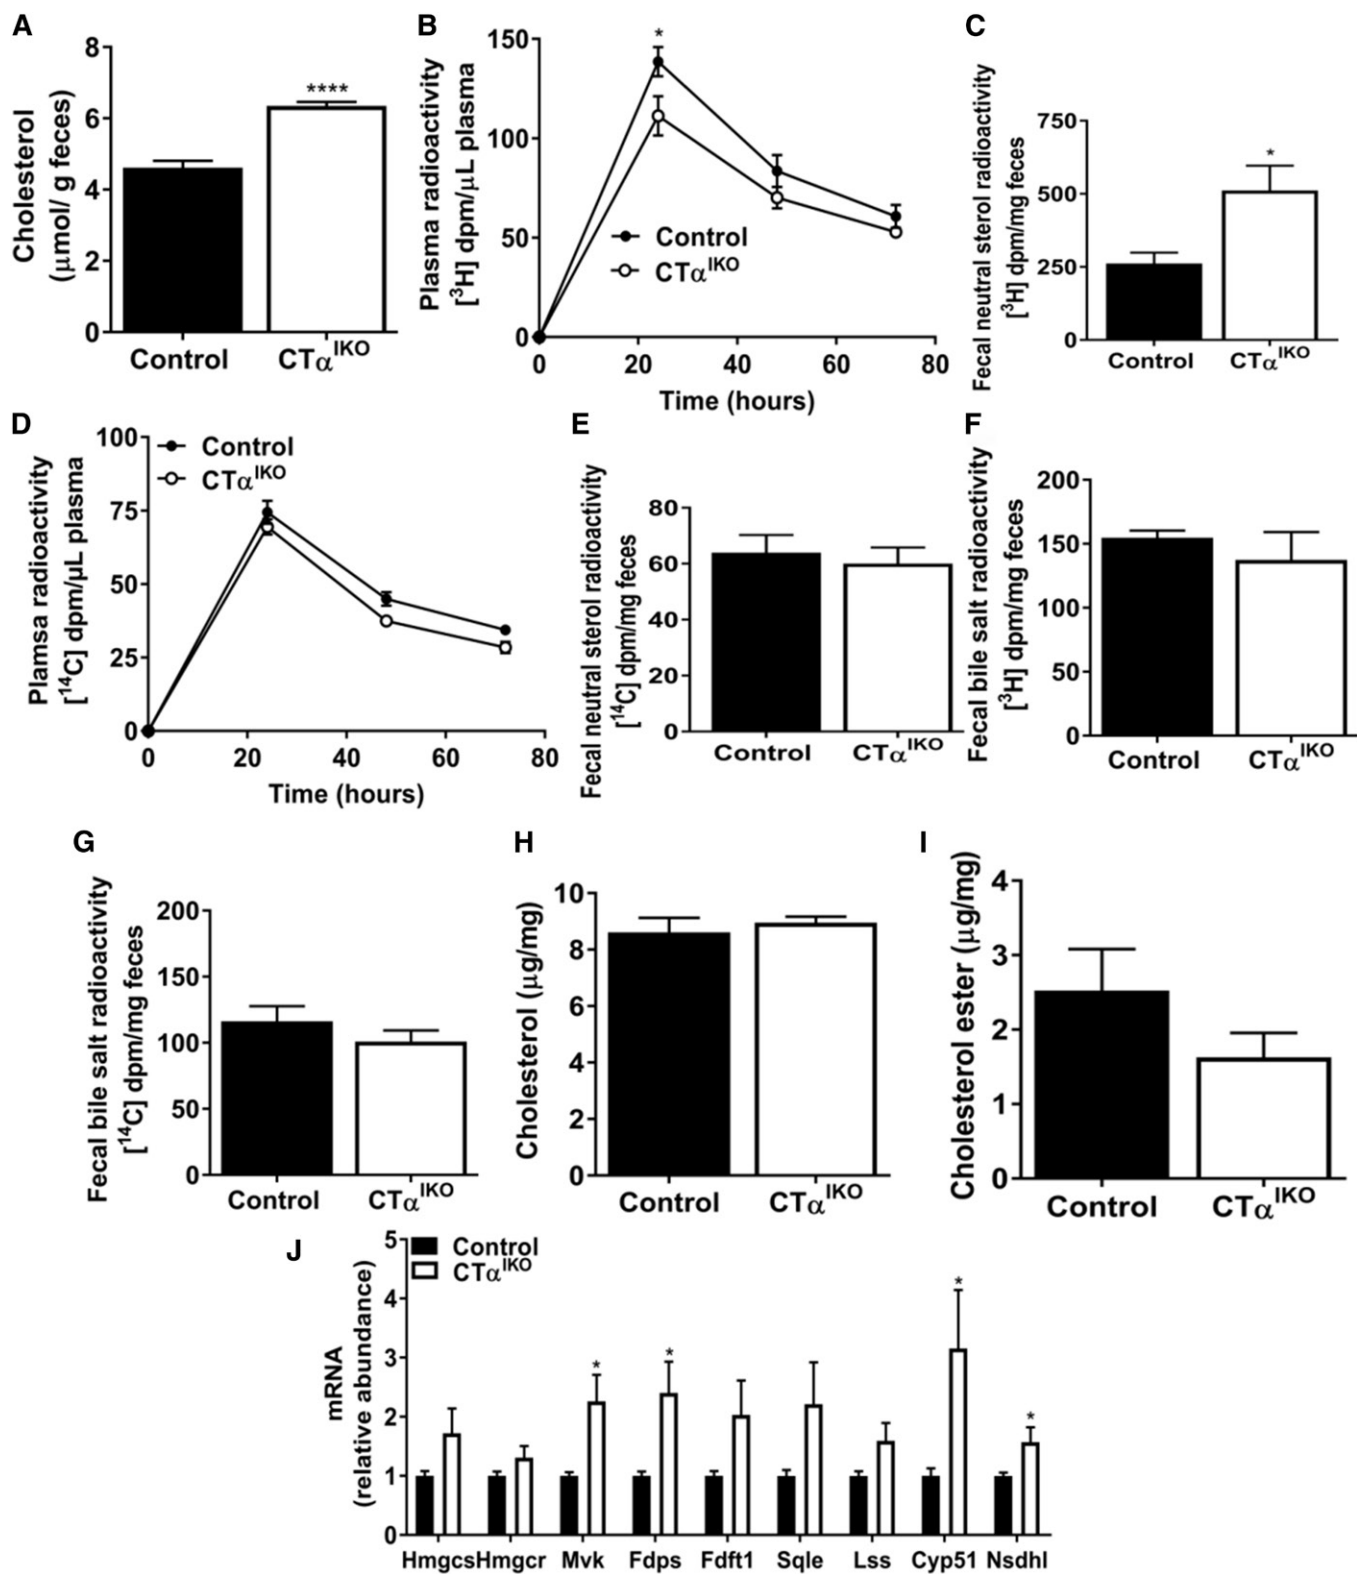 A
Cholesterol
(μmol/ g feces)
8
6
4
2
0
****
Control
CTα^IKO
B
Plasma radioactivity
[³H] dpm/μL plasma
150
100
50
0
*
Control
CTα^IKO
0
20
40
60
80
Time (hours)
C
Fecal neutral sterol radioactivity
[³H] dpm/mg feces
750
500
250
0
*
Control
CTα^IKO
D
Plamsa radioactivity
[¹⁴C] dpm/μL plasma
100
75
50
25
0
Control
CTα^IKO
0
20
40
60
80
Time (hours)
E
Fecal neutral sterol radioactivity
[¹⁴C] dpm/mg feces
80
60
40
20
0
Control
CTα^IKO
F
Fecal bile salt radioactivity
[³H] dpm/mg feces
200
150
100
50
0
Control
CTα^IKO
G
Fecal bile salt radioactivity
[¹⁴C] dpm/mg feces
200
150
100
50
0
Control
CTα^IKO
H
Cholesterol (μg/mg)
10
8
6
4
2
0
Control
CTα^IKO
I
Cholesterol ester (μg/mg)
4
3
2
1
0
Control
CTα^IKO
J
mRNA
(relative abundance)
5
4
3
2
1
0
Control
CTα^IKO
*
*
*
*
Hmgcs Hmgcr Mvk Fdps Fdft1 Sqle Lss Cyp51 Nsdhl